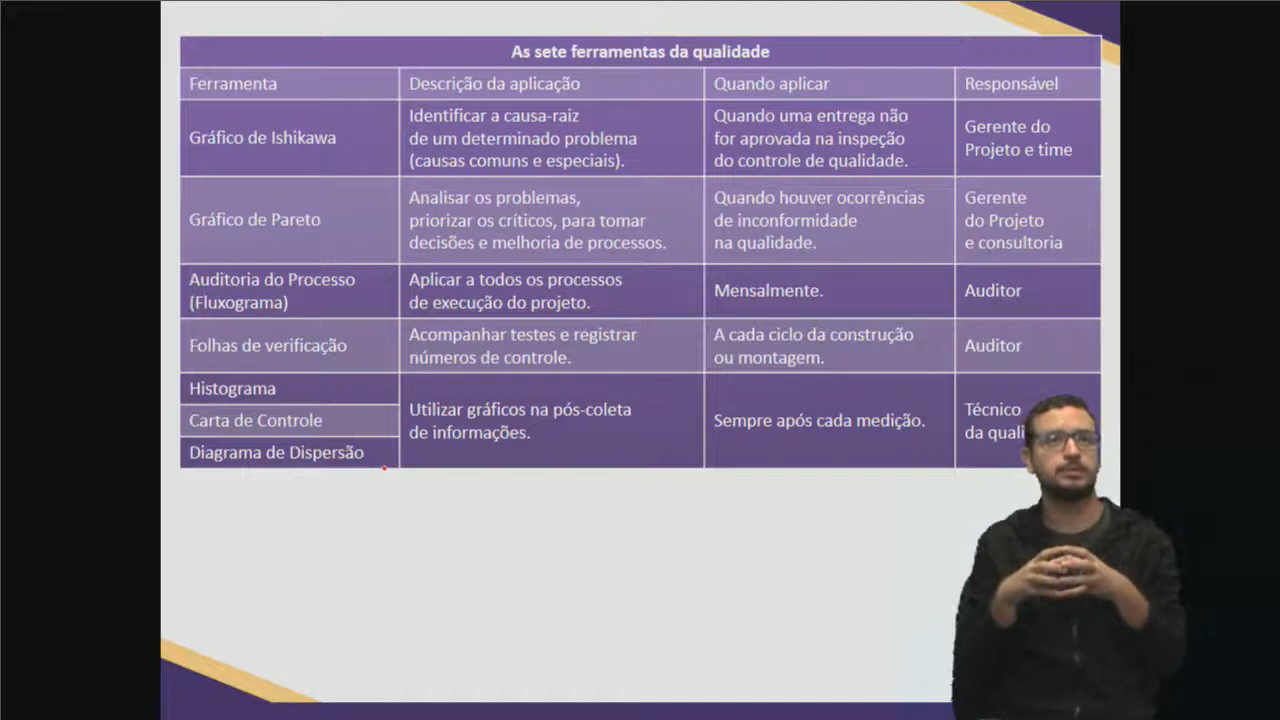 As sete ferramentas da qualidade
Ferramenta
Descrição da aplicação
Quando aplicar
Responsável
Gráfico de Ishikawa
Identificar a causa-raiz
de um determinado problema
(causas comuns e especiais).
Quando uma entrega não
for aprovada na inspeção
do controle de qualidade.
Gerente do
Projeto e time
Gráfico de Pareto
Analisar os problemas,
priorizar os críticos, para tomar
decisões e melhoria de processos.
Quando houver ocorrências
de inconformidade
na qualidade.
Gerente
do Projeto
e consultoria
Auditoria do Processo
(Fluxograma)
Aplicar a todos os processos
de execução do projeto.
Mensalmente.
Auditor
Folhas de verificação
Acompanhar testes e registrar
números de controle.
A cada ciclo da construção
ou montagem.
Auditor
Histograma
Carta de Controle
Diagrama de Dispersão
Utilizar gráficos na pós-coleta
de informações.
Sempre após cada medição.
Técnico
da